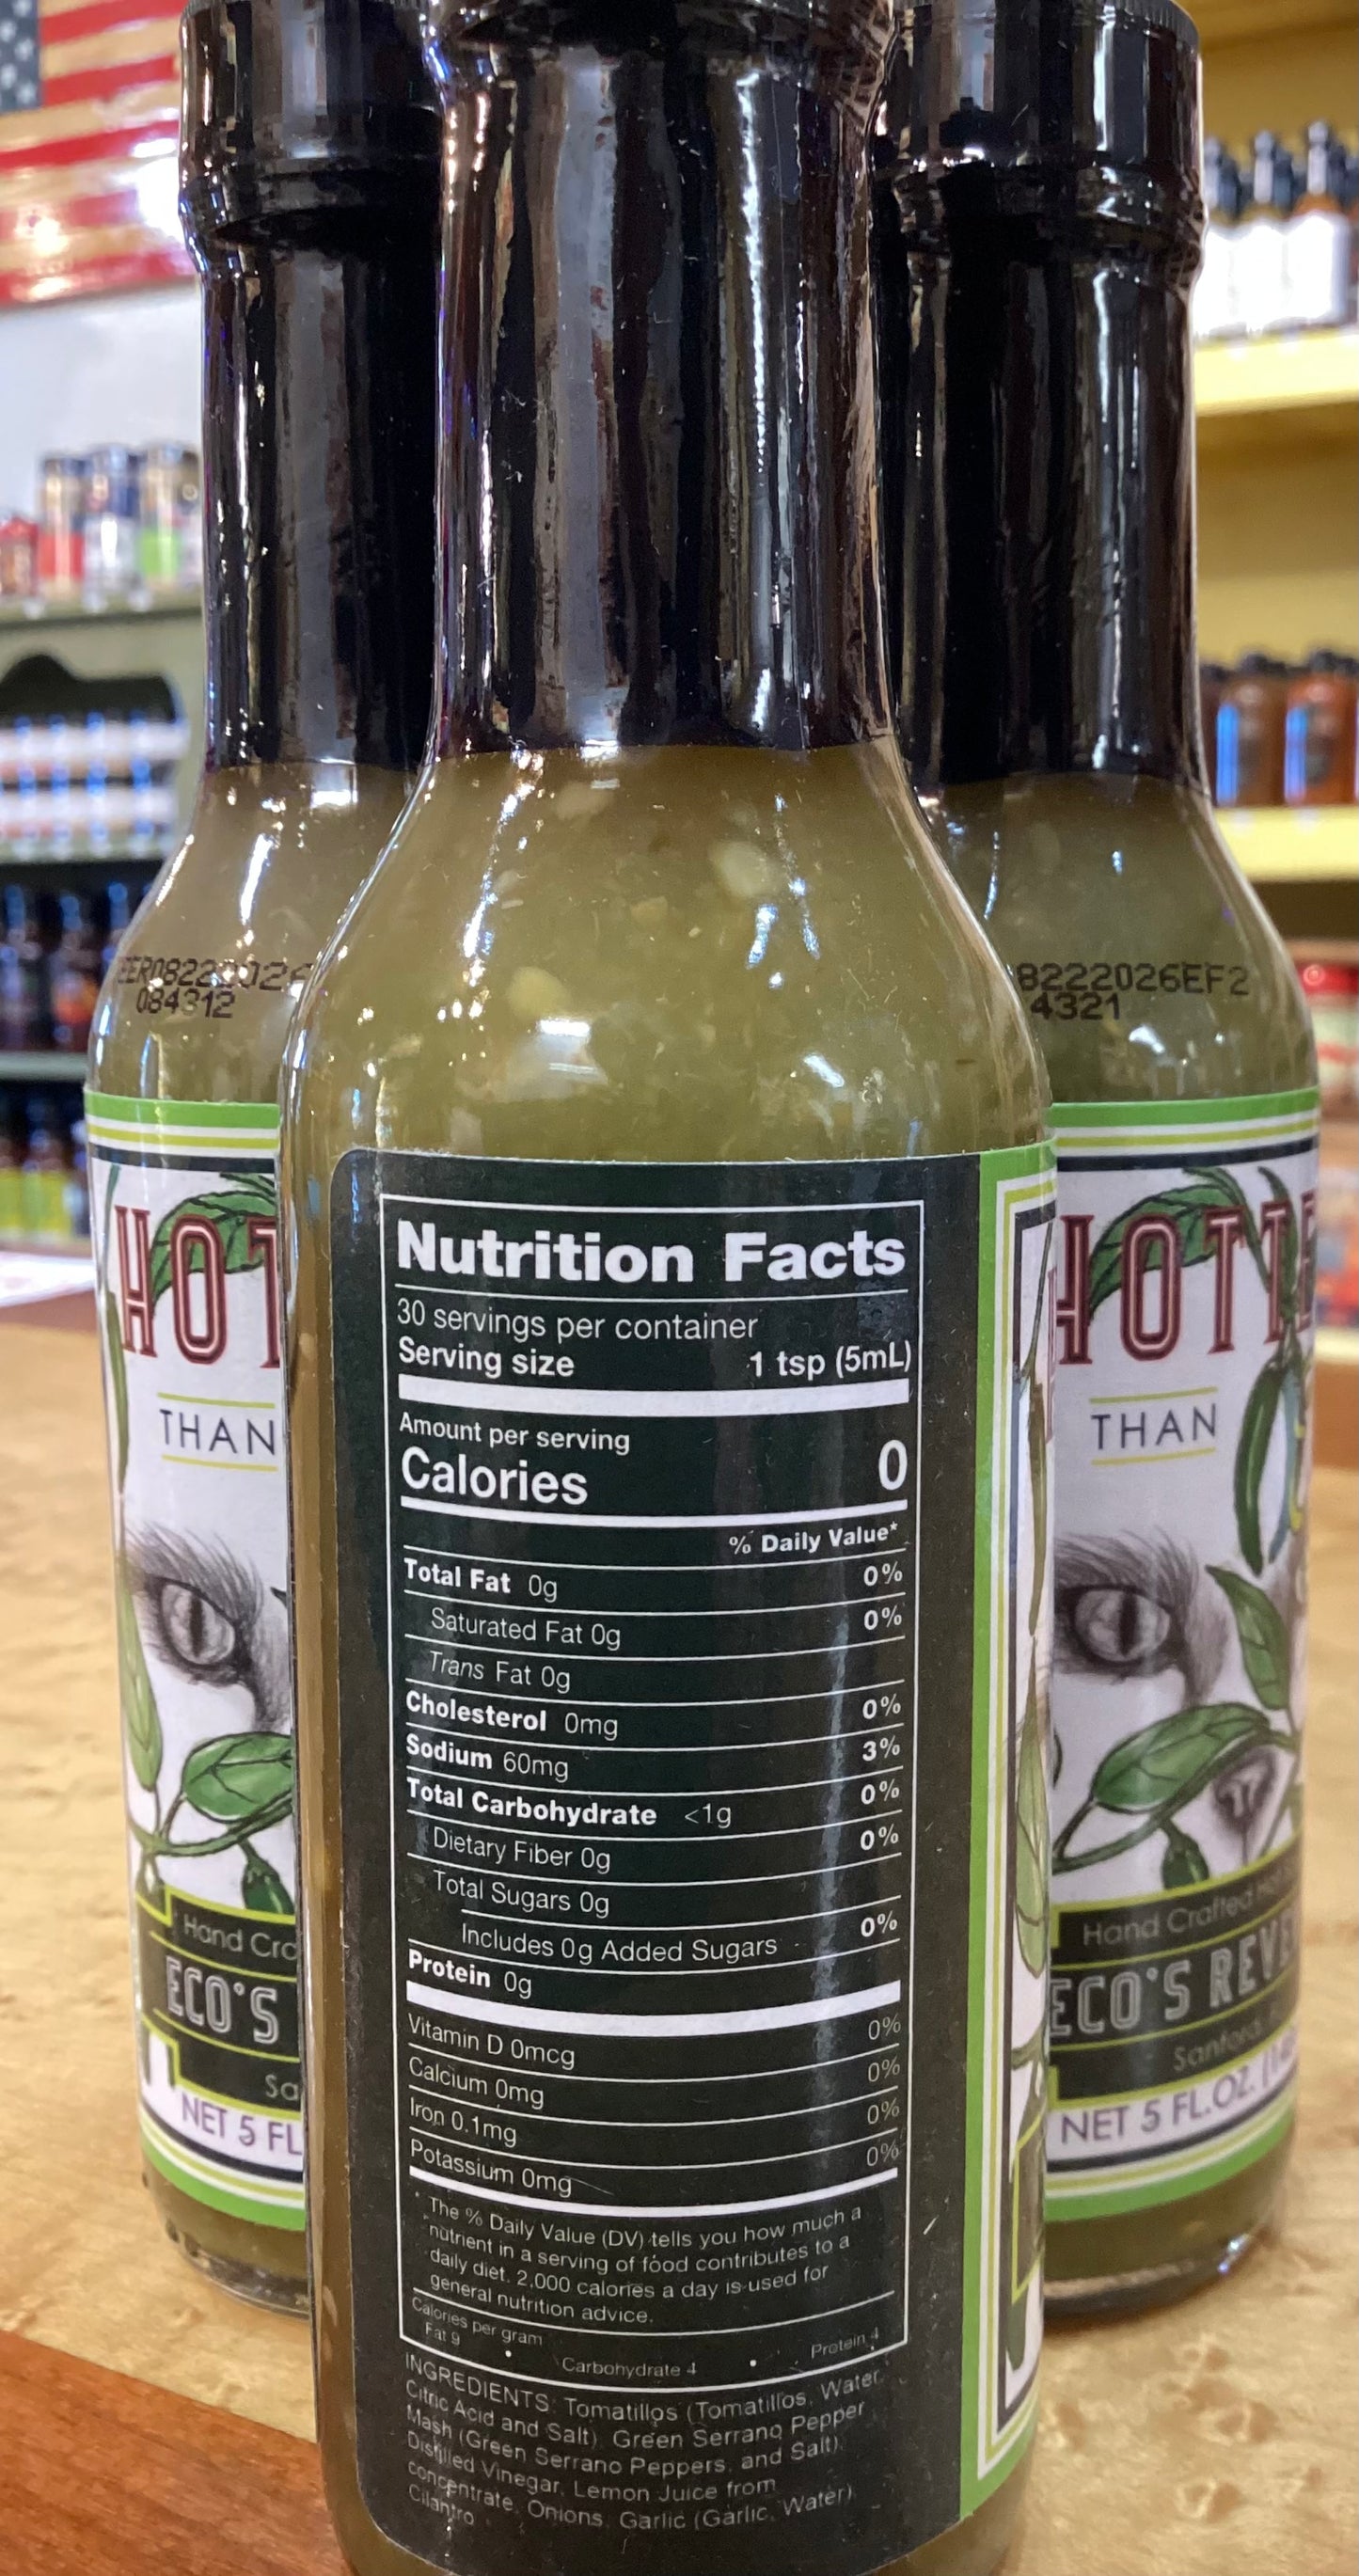 EER08222026
084312
8222026EF2
4321
HOT
THAN
Hand Cra
ECO'S
Sa
NET 5 FL
Nutrition Facts
30 servings per container
Serving size 1 tsp (5mL)
Amount per serving
Calories 0
% Daily Value*
Total Fat 0g 0%
Saturated Fat 0g 0%
Trans Fat 0g
Cholesterol 0mg 0%
Sodium 60mg 3%
Total Carbohydrate <1g 0%
Dietary Fiber 0g 0%
Total Sugars 0g
Includes 0g Added Sugars 0%
Protein 0g
Vitamin D 0mcg 0%
Calcium 0mg 0%
Iron 0.1mg 0%
Potassium 0mg 0%
* The % Daily Value (DV) tells you how much a
nutrient in a serving of food contributes to a
daily diet. 2,000 calories a day is used for
general nutrition advice.
Calories per gram
Fat 9 • Carbohydrate 4 • Protein 4
INGREDIENTS: Tomatillos (Tomatillos, Water,
Citric Acid and Salt), Green Serrano Pepper
Mash (Green Serrano Peppers, and Salt),
Distilled Vinegar, Lemon Juice from
concentrate, Onions, Garlic (Garlic, Water),
Cilantro
HOTTE
THAN
Hand Crafted
ECO'S REVE
Sanford
NET 5 FL.OZ.